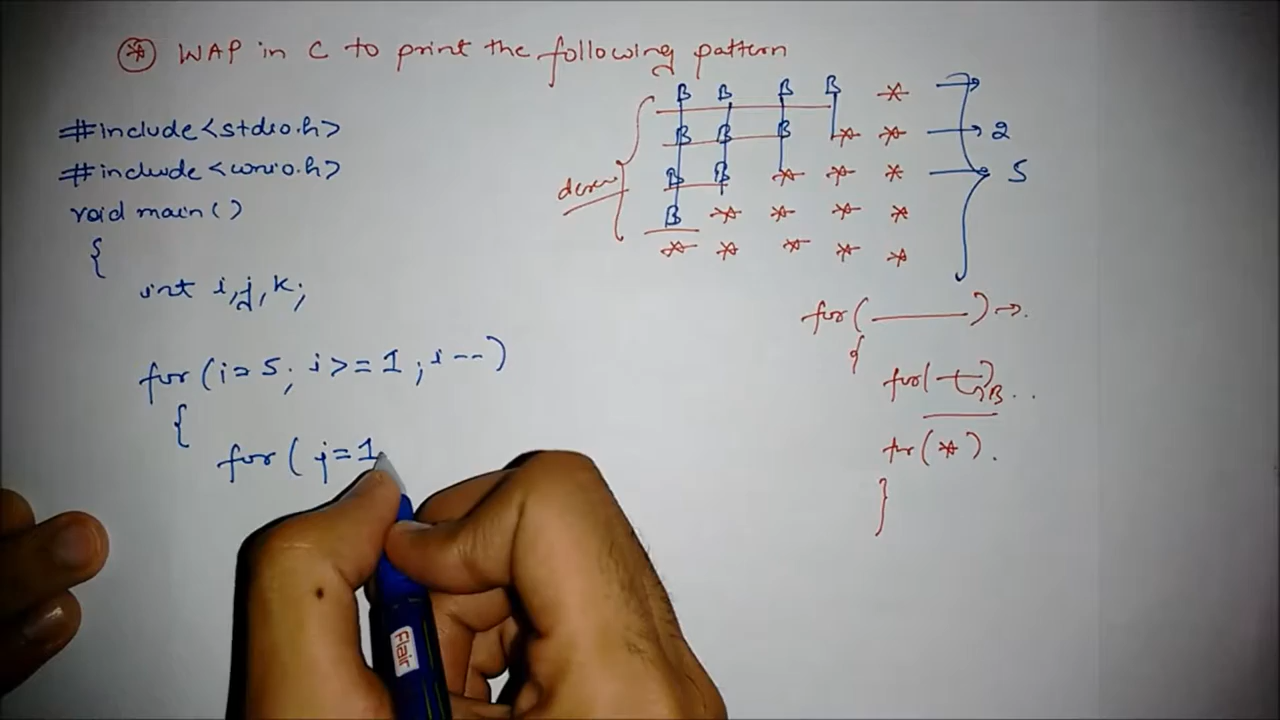 * WAP in C to print the following pattern
#include<stdio.h>
#include<conio.h>
void main()
{
int i,j,k;
for(i=5;i>=1;i--)
{
for(j=1
B B B B *
B B B * * 2
B B * * * 5
B * * * *
* * * * *
for( )
{
for( ) B ..
for(*).
}
Flair